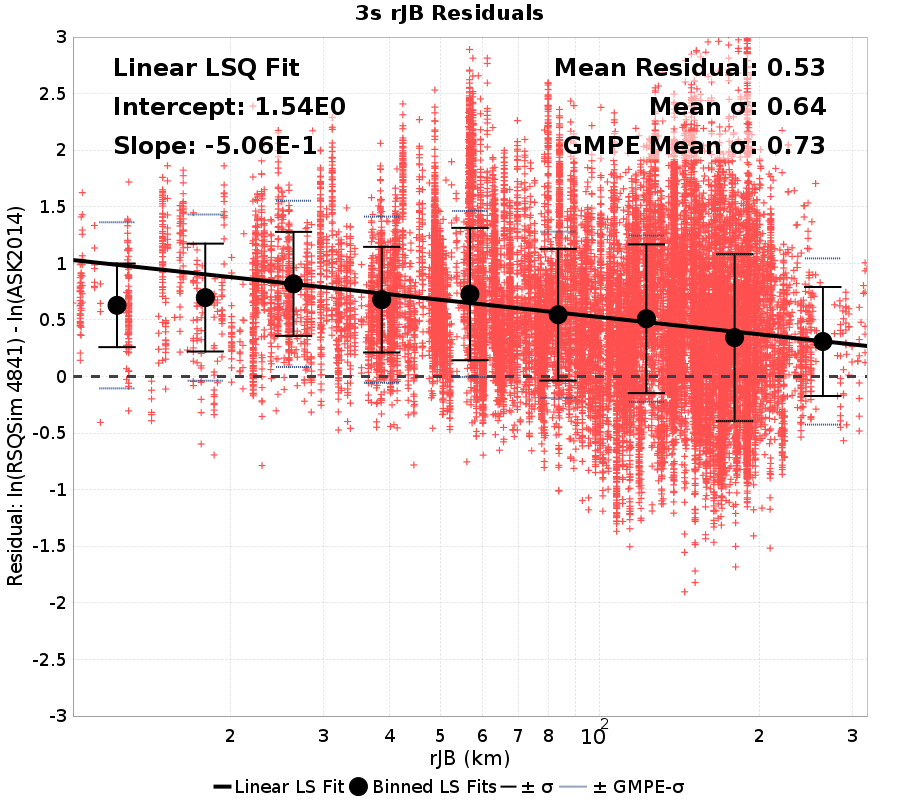 3s rJB Residuals
Linear LSQ Fit
Intercept: 1.54E0
Slope: -5.06E-1
Mean Residual: 0.53
Mean σ: 0.64
GMPE Mean σ: 0.73
Residual: ln(RSQSim 4841) - ln(ASK2014)
3
2.5
2
1.5
1
0.5
0
-0.5
-1
-1.5
-2
-2.5
-3
2 3 4 5 6 7 8 10² 2 3
rJB (km)
Linear LS Fit Binned LS Fits ± σ ± GMPE-σ